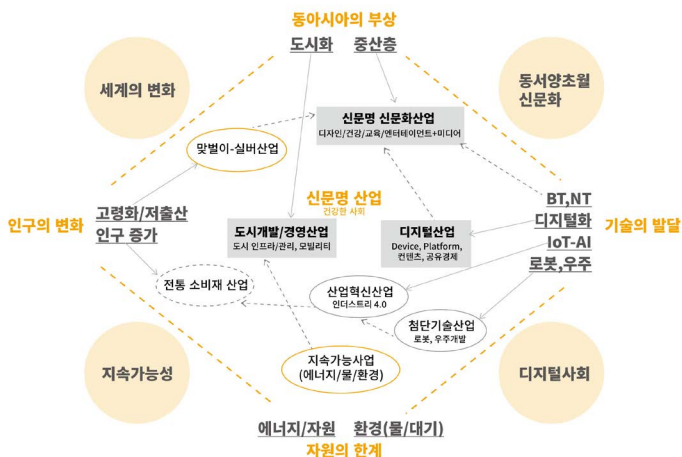 동아시아의 부상
도시화 중산층
세계의 변화
동서양초월
신문화
신문명 신문화산업
디자인/건강/교육/엔터테이먼트+미디어
맞벌이-실버산업
신문명 산업
건강한 사회
인구의 변화
고령화/저출산
인구 증가
BT,NT
디지털화
IoT-AI
로봇,우주
기술의 발달
도시개발/경영산업
도시 인프라/관리, 모빌리티
디지털산업
Device, Platform,
컨텐츠, 공유경제
전통 소비재 산업
산업혁신산업
인더스트리 4.0
첨단기술산업
로봇, 우주개발
지속가능성
지속가능사업
(에너지/물/환경)
디지털사회
에너지/자원 환경(물/대기)
자원의 한계